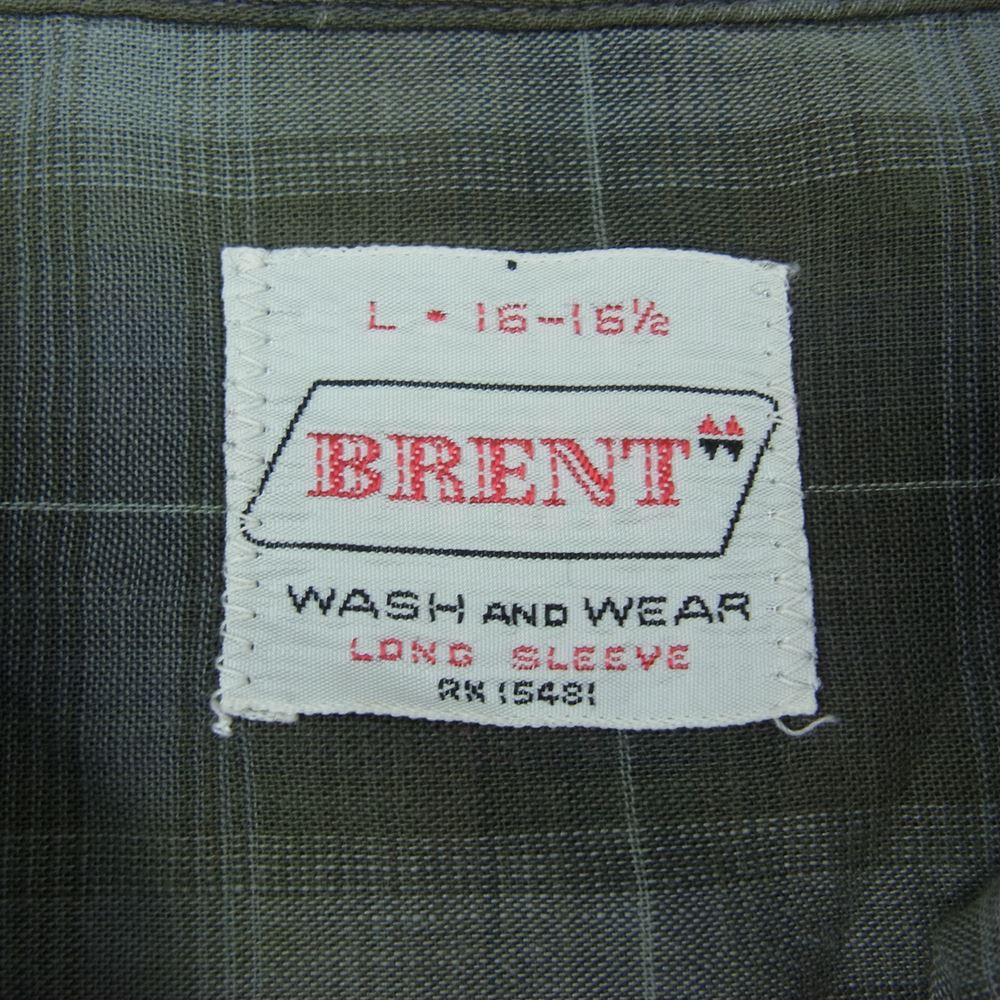 L • 16-16½
BRENT
WASH AND WEAR
LONG SLEEVE
RN 15481